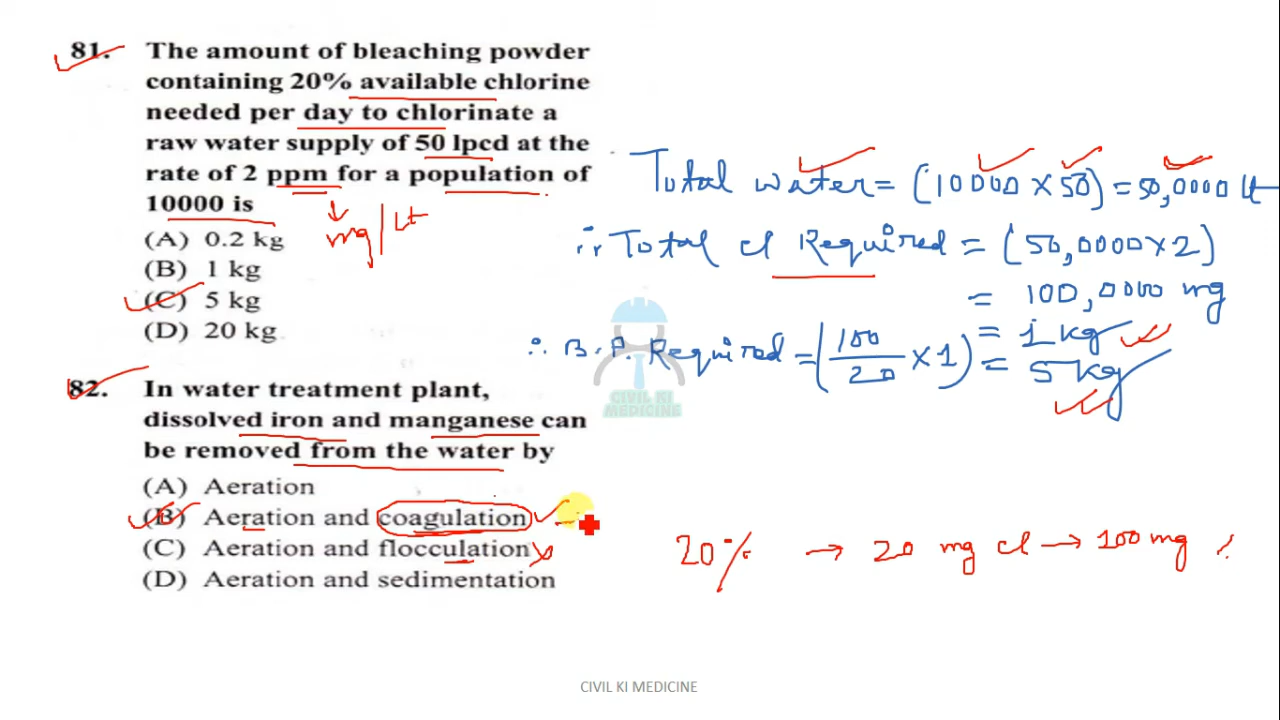 81. The amount of bleaching powder
containing 20% available chlorine
needed per day to chlorinate a
raw water supply of 50 lpcd at the
rate of 2 ppm for a population of
10000 is
mg/Lt
(A) 0.2 kg
(B) 1 kg
(C) 5 kg
(D) 20 kg
Total water = (10000 × 50) = 50,0000 Lt
∴ Total cl Required = (50,0000×2)
= 100,0000 mg
= 1 kg
∴ B.P. Required = (100/20 × 1) = 5 kg
CIVIL KI
MEDICINE
82. In water treatment plant,
dissolved iron and manganese can
be removed from the water by
(A) Aeration
(B) Aeration and coagulation
(C) Aeration and flocculation
(D) Aeration and sedimentation
20% → 20 mg cl → 100 mg
CIVIL KI MEDICINE